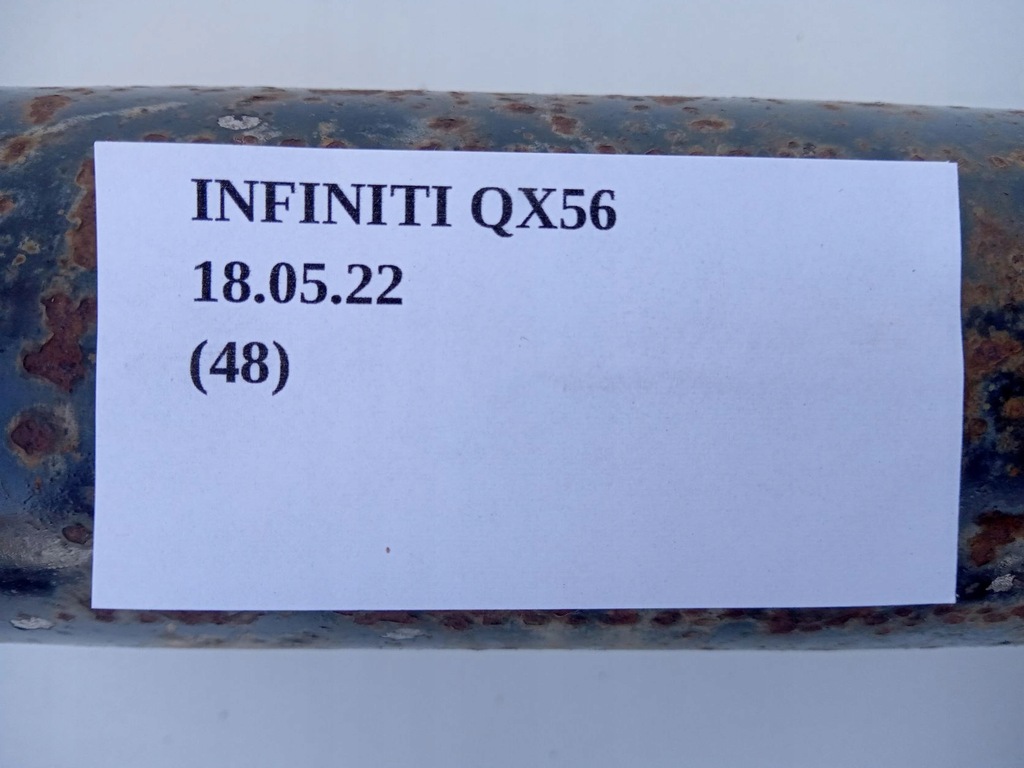 INFINITI QX56
18.05.22
(48)